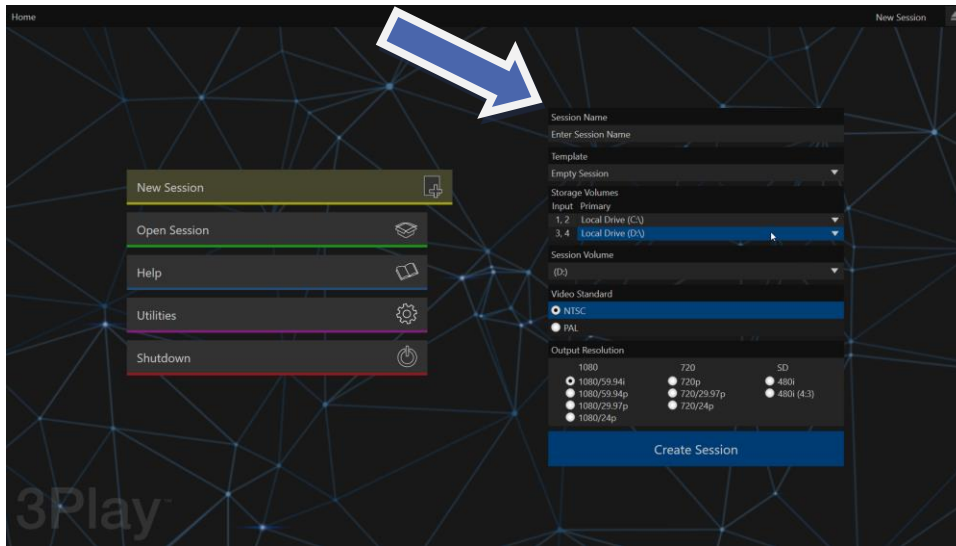 Home
New Session
New Session
Open Session
Help
Utilities
Shutdown
Session Name
Enter Session Name
Template
Empty Session
Storage Volumes
Input Primary
1, 2 Local Drive (C:\)
3, 4 Local Drive (D:\)
Session Volume
(D:)
Video Standard
NTSC
PAL
Output Resolution
1080 720 SD
1080/59.94i 720p 480i
1080/59.94p 720/29.97p 480i (4:3)
1080/29.97p 720/24p
1080/24p
Create Session
3Play™